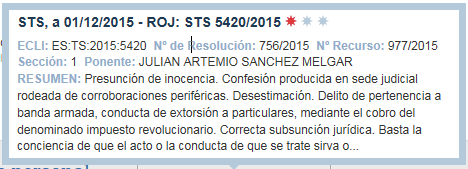 STS, a 01/12/2015 - ROJ: STS 5420/2015
ECLI: ES:TS:2015:5420 Nº de Resolución: 756/2015 Nº Recurso: 977/2015
Sección: 1 Ponente: JULIAN ARTEMIO SANCHEZ MELGAR
RESUMEN: Presunción de inocencia. Confesión producida en sede judicial
rodeada de corroboraciones periféricas. Desestimación. Delito de pertenencia a
banda armada, conducta de extorsión a particulares, mediante el cobro del
denominado impuesto revolucionario. Correcta subsunción jurídica. Basta la
conciencia de que el acto o la conducta de que se trate sirva o...